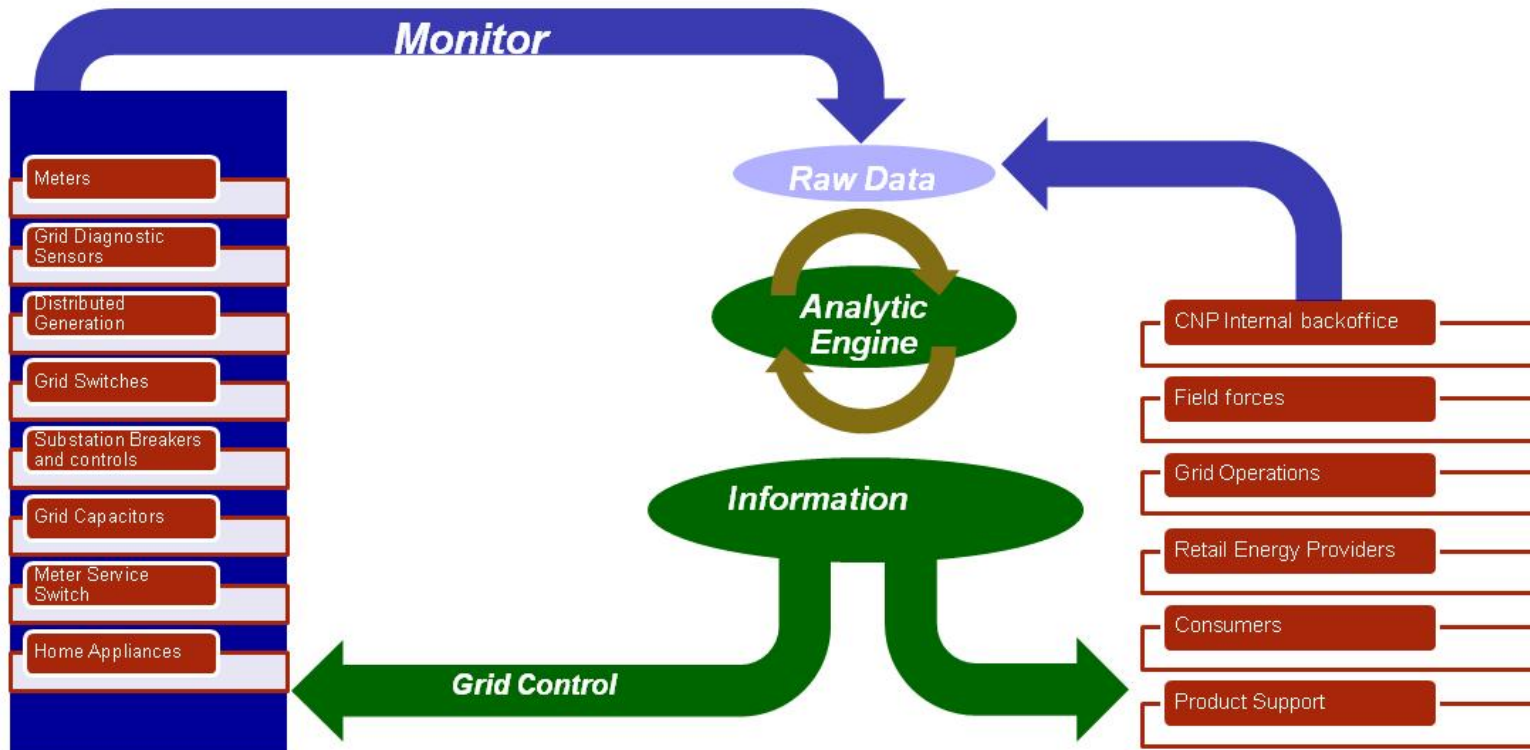 Monitor
Meters
Grid Diagnostic
Sensors
Distributed
Generation
Grid Switches
Substation Breakers
and controls
Grid Capacitors
Meter Service
Switch
Home Appliances
Raw Data
Analytic
Engine
Information
Grid Control
CNP Internal backoffice
Field forces
Grid Operations
Retail Energy Providers
Consumers
Product Support